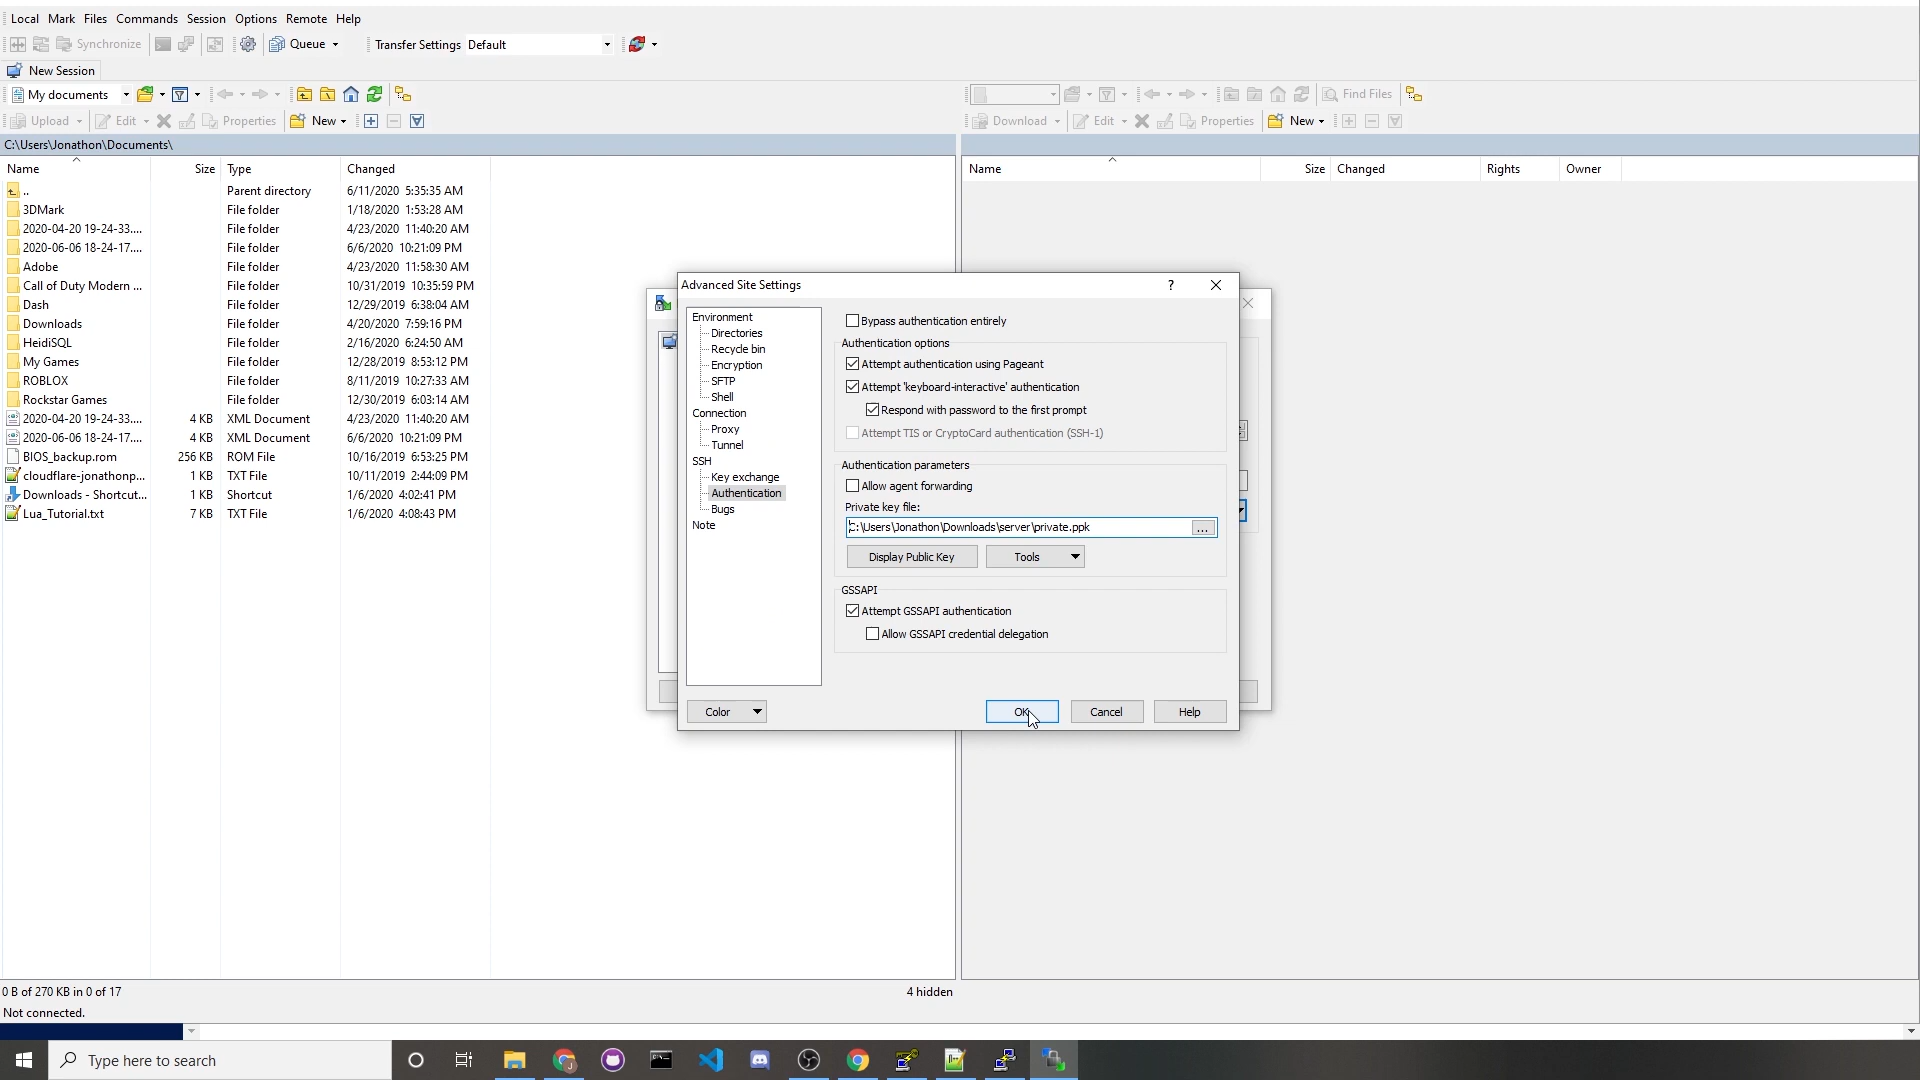 Local Mark Files Commands Session Options Remote Help
Synchronize Queue Transfer Settings Default
New Session
My documents Find Files
Upload Edit Properties New Download Edit Properties New
C:\Users\Jonathon\Documents\
Name Size Type Changed Name Size Changed Rights Owner
.. Parent directory 6/11/2020 5:35:35 AM
3DMark File folder 1/18/2020 1:53:28 AM
2020-04-20 19-24-33.... File folder 4/23/2020 11:40:20 AM
2020-06-06 18-24-17.... File folder 6/6/2020 10:21:09 PM
Adobe File folder 4/23/2020 11:58:30 AM
Call of Duty Modern ... File folder 10/31/2019 10:35:59 PM
Dash File folder 12/29/2019 6:38:04 AM
Downloads File folder 4/20/2020 7:59:16 PM
HeidiSQL File folder 2/16/2020 6:24:50 AM
My Games File folder 12/28/2019 8:53:12 PM
ROBLOX File folder 8/11/2019 10:27:33 AM
Rockstar Games File folder 12/30/2019 6:03:14 AM
2020-04-20 19-24-33.... 4 KB XML Document 4/23/2020 11:40:20 AM
2020-06-06 18-24-17.... 4 KB XML Document 6/6/2020 10:21:09 PM
BIOS_backup.rom 256 KB ROM File 10/16/2019 6:53:25 PM
cloudflare-jonathonp... 1 KB TXT File 10/11/2019 2:44:09 PM
Downloads - Shortcut... 1 KB Shortcut 1/6/2020 4:02:41 PM
Lua_Tutorial.txt 7 KB TXT File 1/6/2020 4:08:43 PM
Advanced Site Settings ?
Environment
Directories
Recycle bin
Encryption
SFTP
Shell
Connection
Proxy
Tunnel
SSH
Key exchange
Authentication
Bugs
Note
Bypass authentication entirely
Authentication options
Attempt authentication using Pageant
Attempt 'keyboard-interactive' authentication
Respond with password to the first prompt
Attempt TIS or CryptoCard authentication (SSH-1)
Authentication parameters
Allow agent forwarding
Private key file:
C:\Users\Jonathon\Downloads\server\private.ppk ...
Display Public Key Tools
GSSAPI
Attempt GSSAPI authentication
Allow GSSAPI credential delegation
Color OK Cancel Help
0 B of 270 KB in 0 of 17 4 hidden
Not connected.
Type here to search